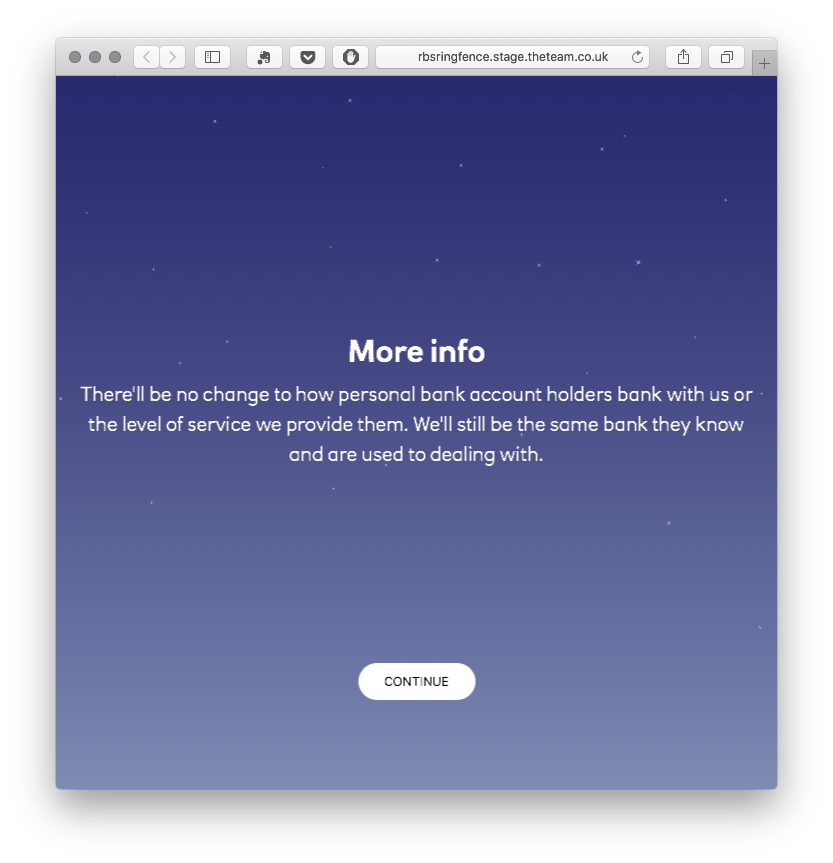 rbsringfence.stage.theteam.co.uk
More info
There'll be no change to how personal bank account holders bank with us or
the level of service we provide them. We'll still be the same bank they know
and are used to dealing with.
CONTINUE